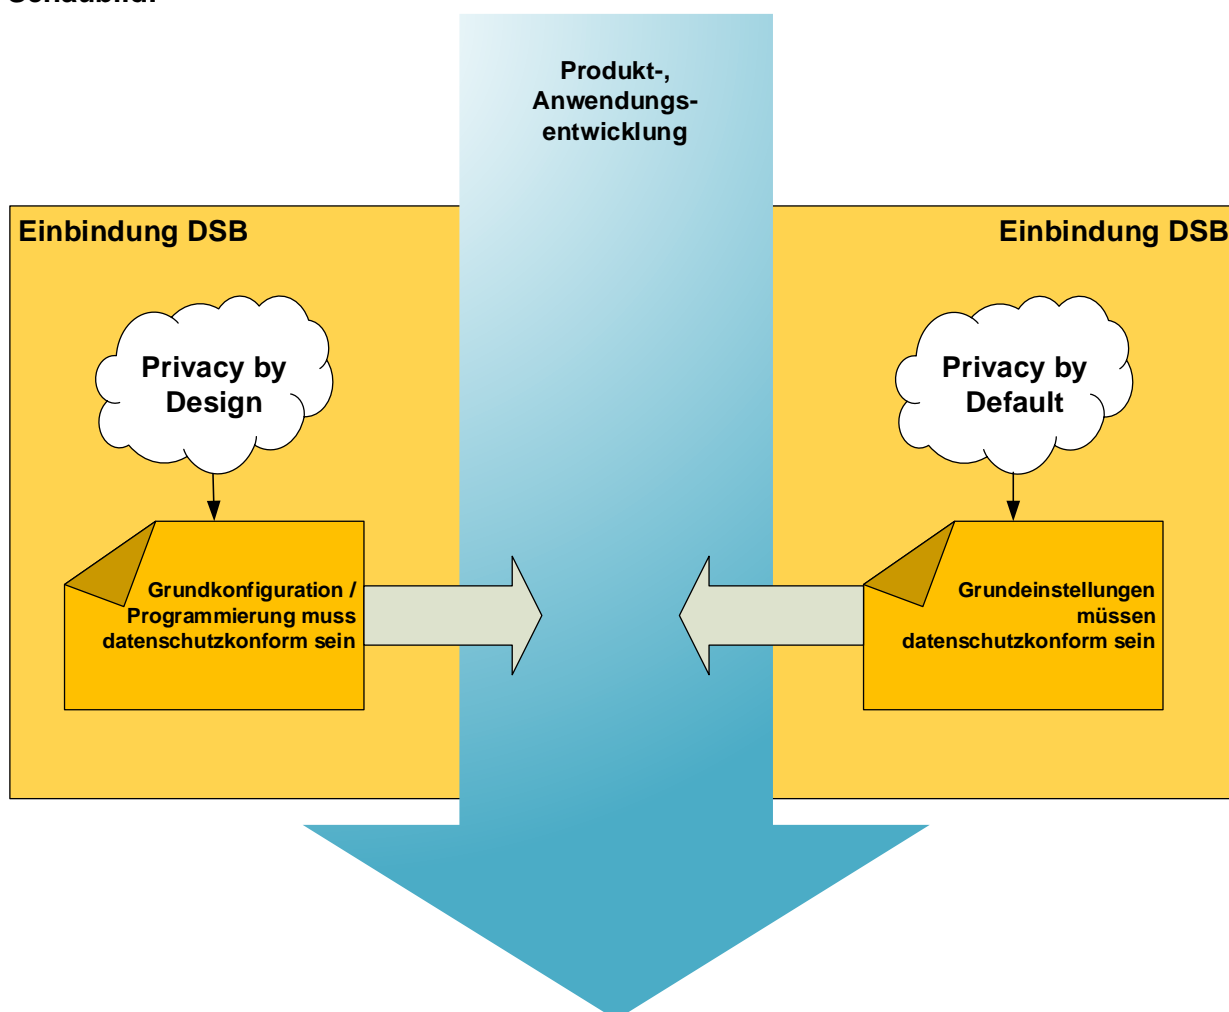 Produkt-,
Anwendungs-
entwicklung
Einbindung DSB
Einbindung DSB
Privacy by
Design
Privacy by
Default
Grundkonfiguration /
Programmierung muss
datenschutzkonform sein
Grundeinstellungen
müssen
datenschutzkonform sein